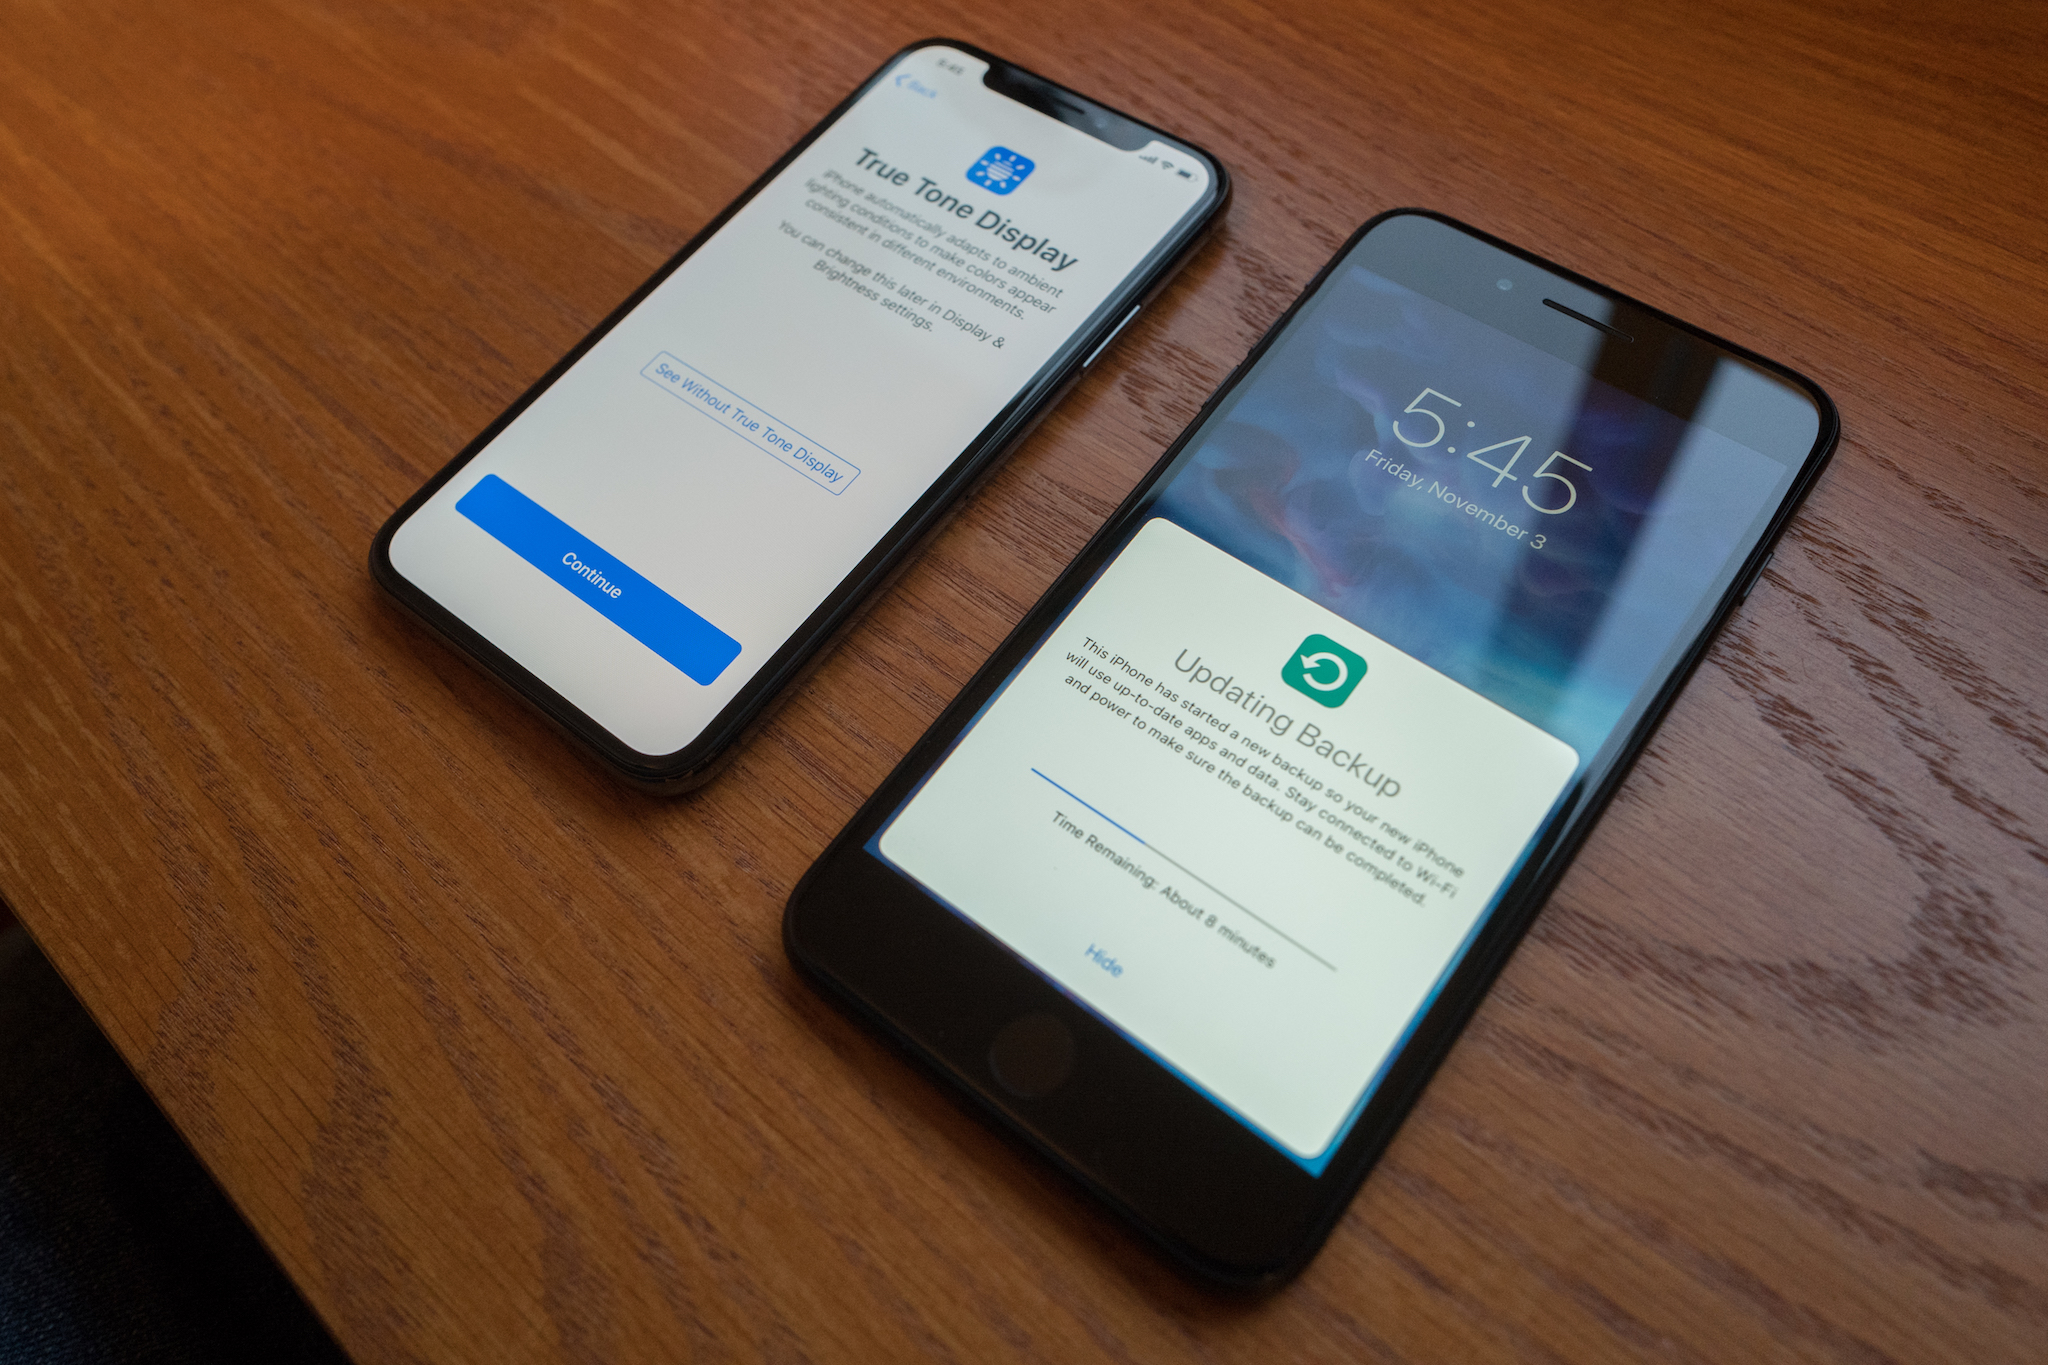 5:45
Back
True Tone Display
iPhone automatically adapts to ambient
lighting conditions to make colors appear
consistent in different environments.
You can change this later in Display &
Brightness settings.
See Without True Tone Display
Continue
5:45
Friday, November 3
Updating Backup
This iPhone has started a new backup so your new iPhone
will use up-to-date apps and data. Stay connected to Wi-Fi
and power to make sure the backup can be completed.
Time Remaining: About 8 minutes
Hide